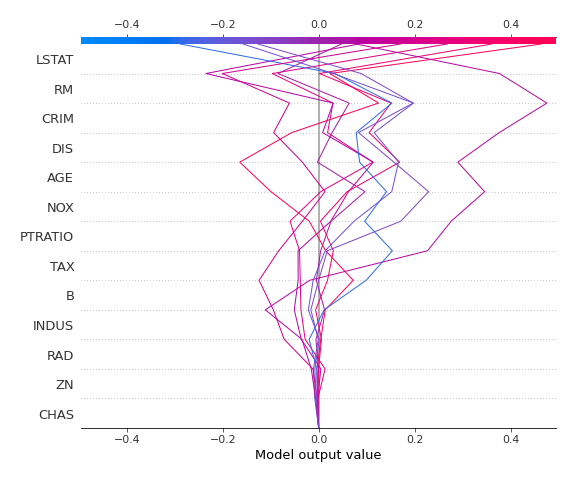 −0.4 −0.2 0.0 0.2 0.4
LSTAT
RM
CRIM
DIS
AGE
NOX
PTRATIO
TAX
B
INDUS
RAD
ZN
CHAS
−0.4 −0.2 0.0 0.2 0.4
Model output value